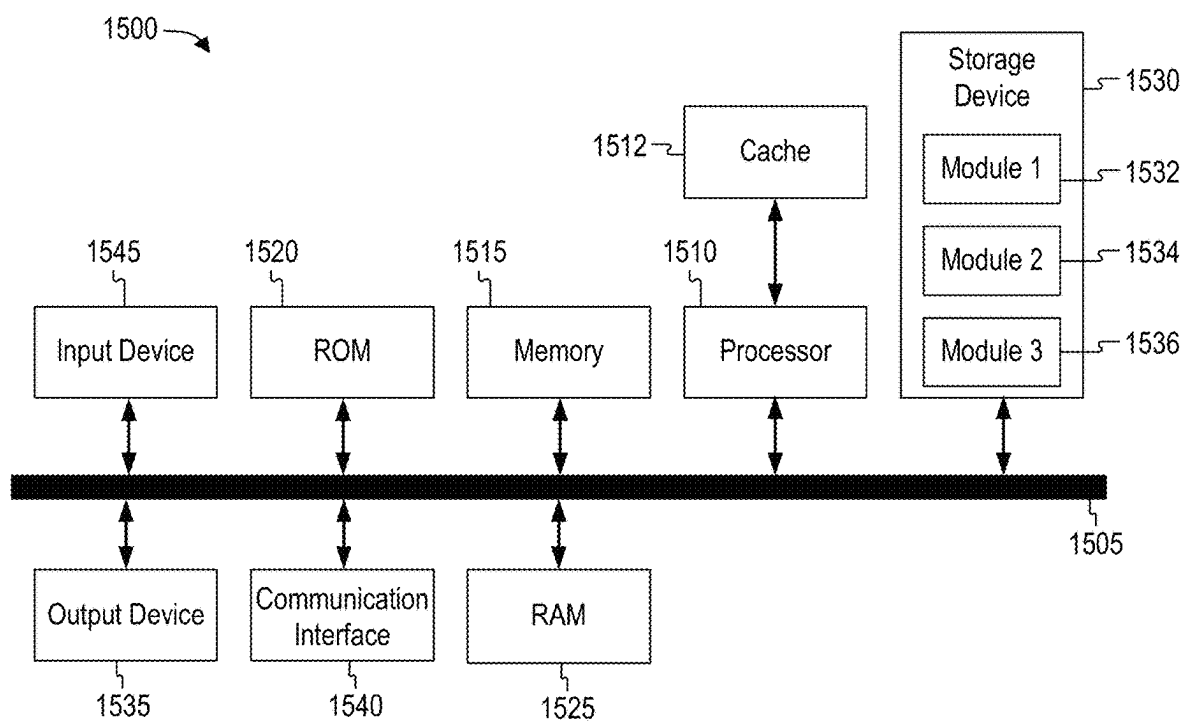 1500
Storage
Device
1530
1512
Cache
Module 1
1532
1545
1520
1515
1510
Module 2
1534
Input Device
ROM
Memory
Processor
Module 3
1536
1505
Output Device
Communication
Interface
RAM
1535
1540
1525